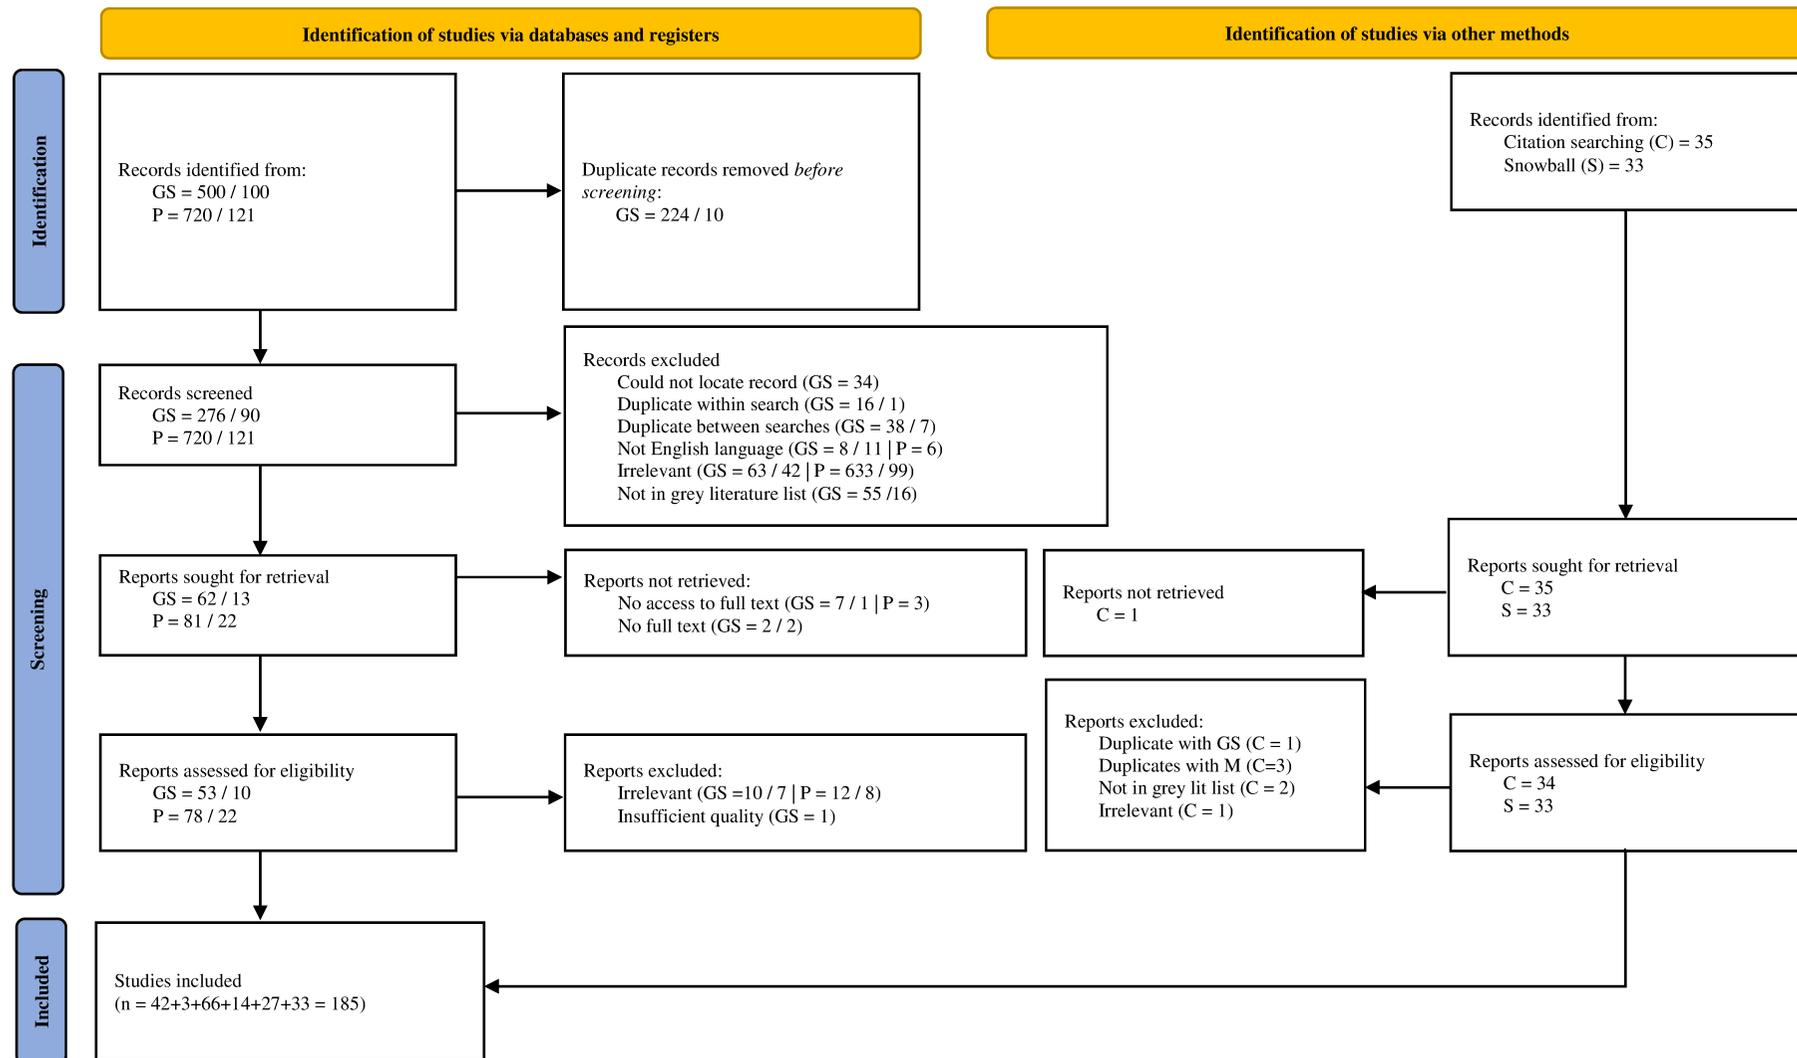 Identification of studies via databases and registers
Identification of studies via other methods
Identification
Records identified from:
GS = 500 / 100
P = 720 / 121
Duplicate records removed before
screening:
GS = 224 / 10
Records identified from:
Citation searching (C) = 35
Snowball (S) = 33
Screening
Records screened
GS = 276 / 90
P = 720 / 121
Records excluded
Could not locate record (GS = 34)
Duplicate within search (GS = 16 / 1)
Duplicate between searches (GS = 38 / 7)
Not English language (GS = 8 / 11 | P = 6)
Irrelevant (GS = 63 / 42 | P = 633 / 99)
Not in grey literature list (GS = 55 /16)
Reports sought for retrieval
GS = 62 / 13
P = 81 / 22
Reports not retrieved:
No access to full text (GS = 7 / 1 | P = 3)
No full text (GS = 2 / 2)
Reports not retrieved
C = 1
Reports sought for retrieval
C = 35
S = 33
Reports assessed for eligibility
GS = 53 / 10
P = 78 / 22
Reports excluded:
Irrelevant (GS =10 / 7 | P = 12 / 8)
Insufficient quality (GS = 1)
Reports excluded:
Duplicate with GS (C = 1)
Duplicates with M (C=3)
Not in grey lit list (C = 2)
Irrelevant (C = 1)
Reports assessed for eligibility
C = 34
S = 33
Included
Studies included
(n = 42+3+66+14+27+33 = 185)